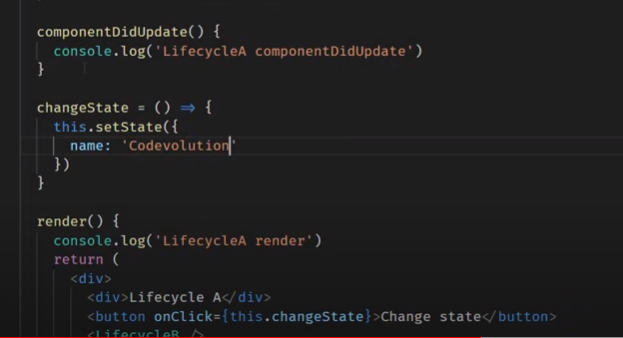 componentDidUpdate() {
console.log('LifecycleA componentDidUpdate')
}
changeState = () => {
this.setState({
name: 'Codevolution'
})
}
render() {
console.log('LifecycleA render')
return (
<div>
<div>Lifecycle A</div>
<button onClick={this.changeState}>Change state</button>
<LifecycleB />